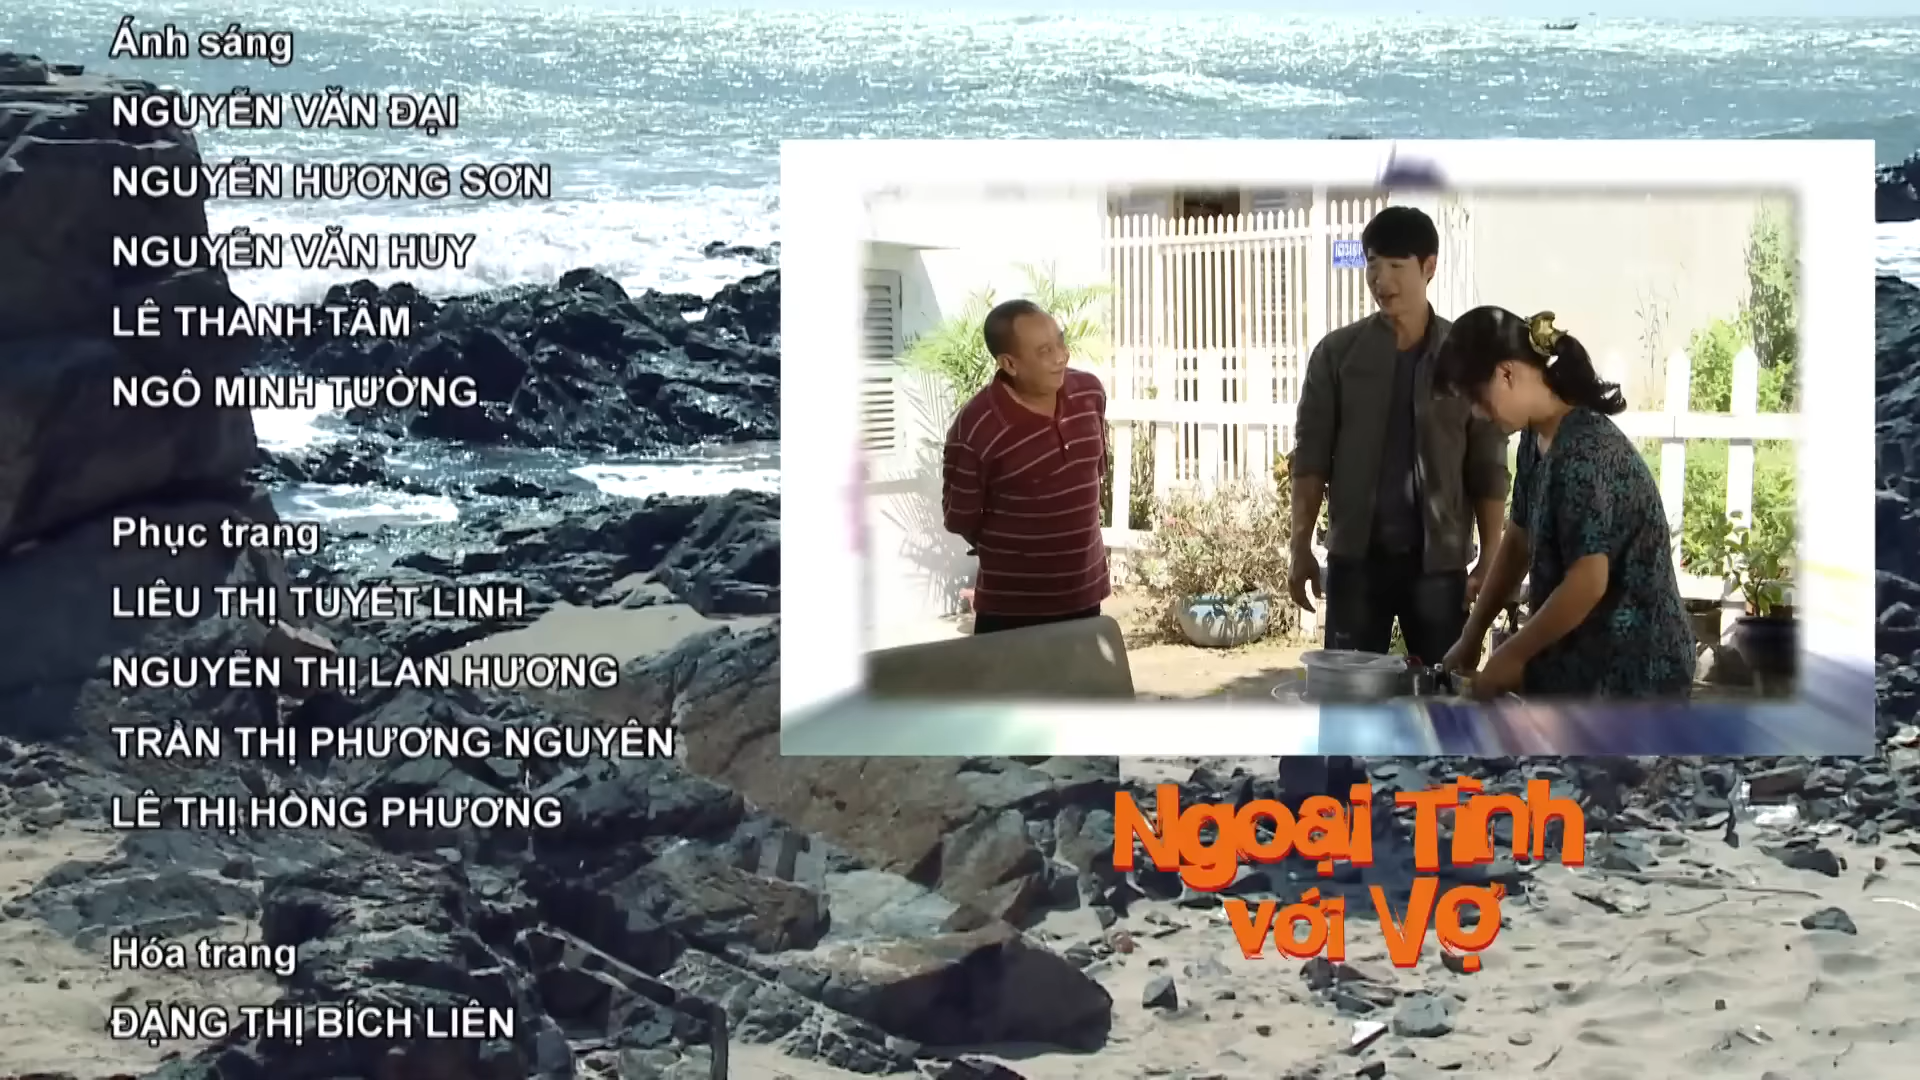 Ánh sáng
NGUYỄN VĂN ĐẠI
NGUYỄN HƯƠNG SƠN
NGUYỄN VĂN HUY
LÊ THANH TÂM
NGÔ MINH TƯỜNG
Phục trang
LIÊU THỊ TUYẾT LINH
NGUYỄN THỊ LAN HƯƠNG
TRẦN THỊ PHƯƠNG NGUYÊN
LÊ THỊ HỒNG PHƯƠNG
Hóa trang
ĐẶNG THỊ BÍCH LIÊN
Ngoại Tình
với Vợ